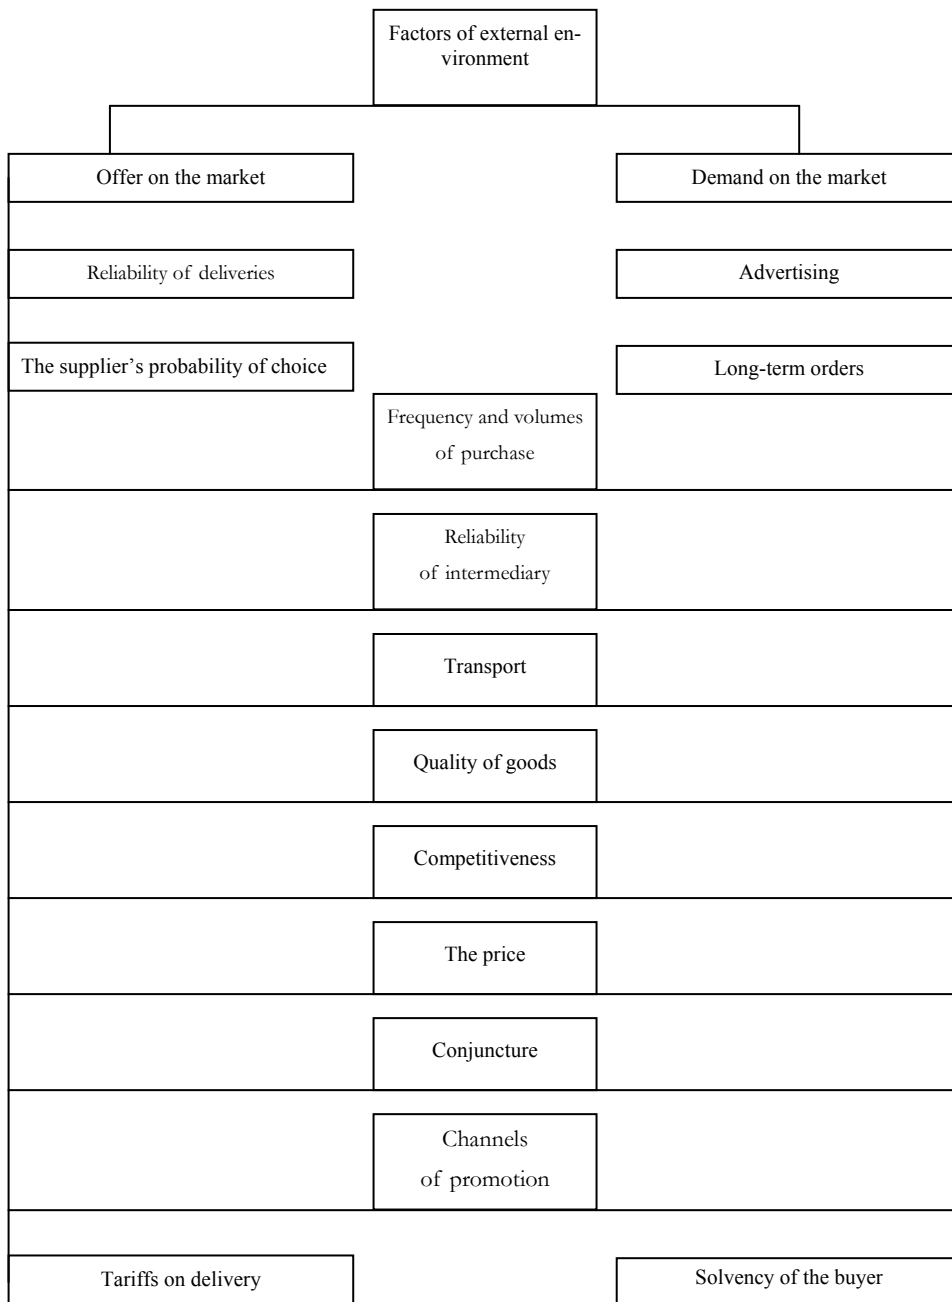 Factors of external en-
vironment
Offer on the market
Demand on the market
Reliability of deliveries
Advertising
The supplier’s probability of choice
Long-term orders
Frequency and volumes
of purchase
Reliability
of intermediary
Transport
Quality of goods
Competitiveness
The price
Conjuncture
Channels
of promotion
Tariffs on delivery
Solvency of the buyer